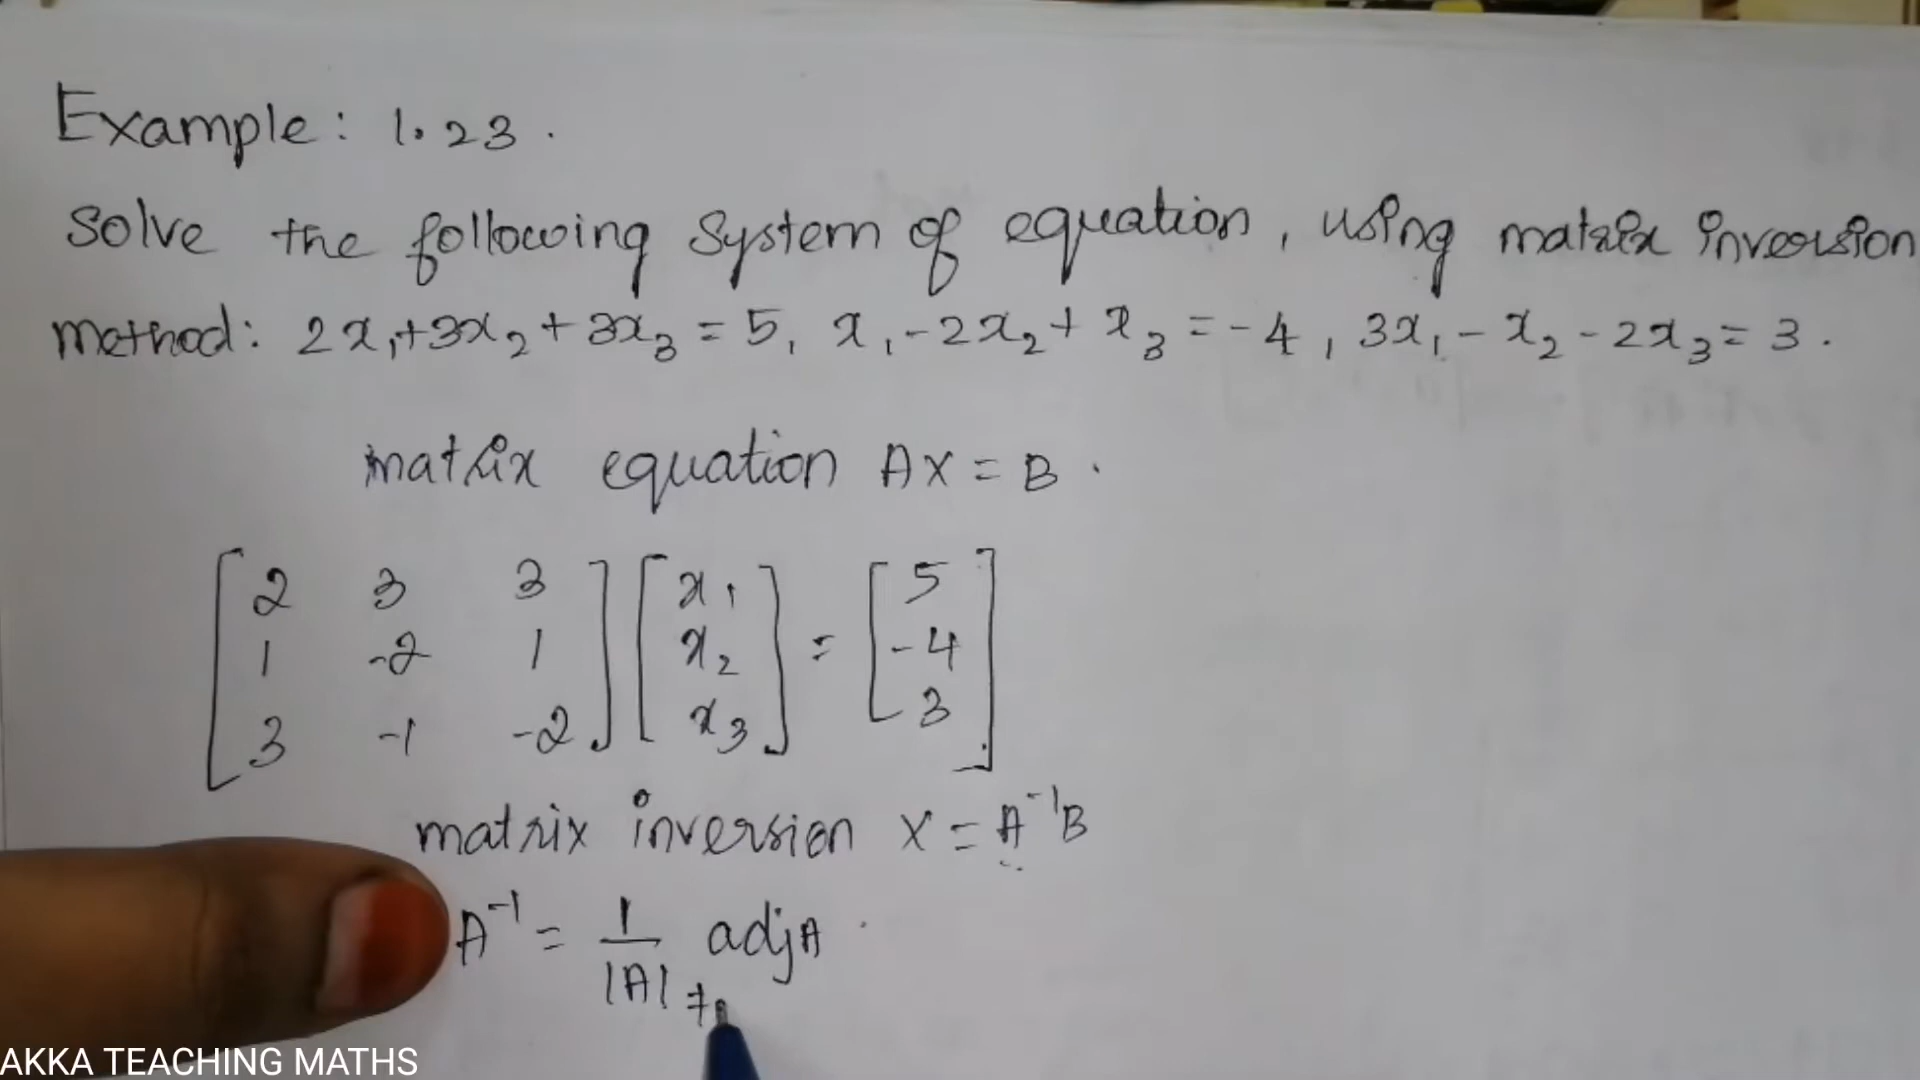 Example: 1.23.
Solve the following System of equation, using matrix inversion
method: 2x₁+3x₂+3x₃=5, x₁-2x₂+x₃=-4, 3x₁-x₂-2x₃=3.
matrix equation AX=B.
[2 3 3] [x₁] [5]
[1 -2 1] [x₂] = [-4]
[3 -1 -2] [x₃] [3]
matrix inversion X=A⁻¹B
A⁻¹ = 1/|A| adjA
≠
AKKA TEACHING MATHS